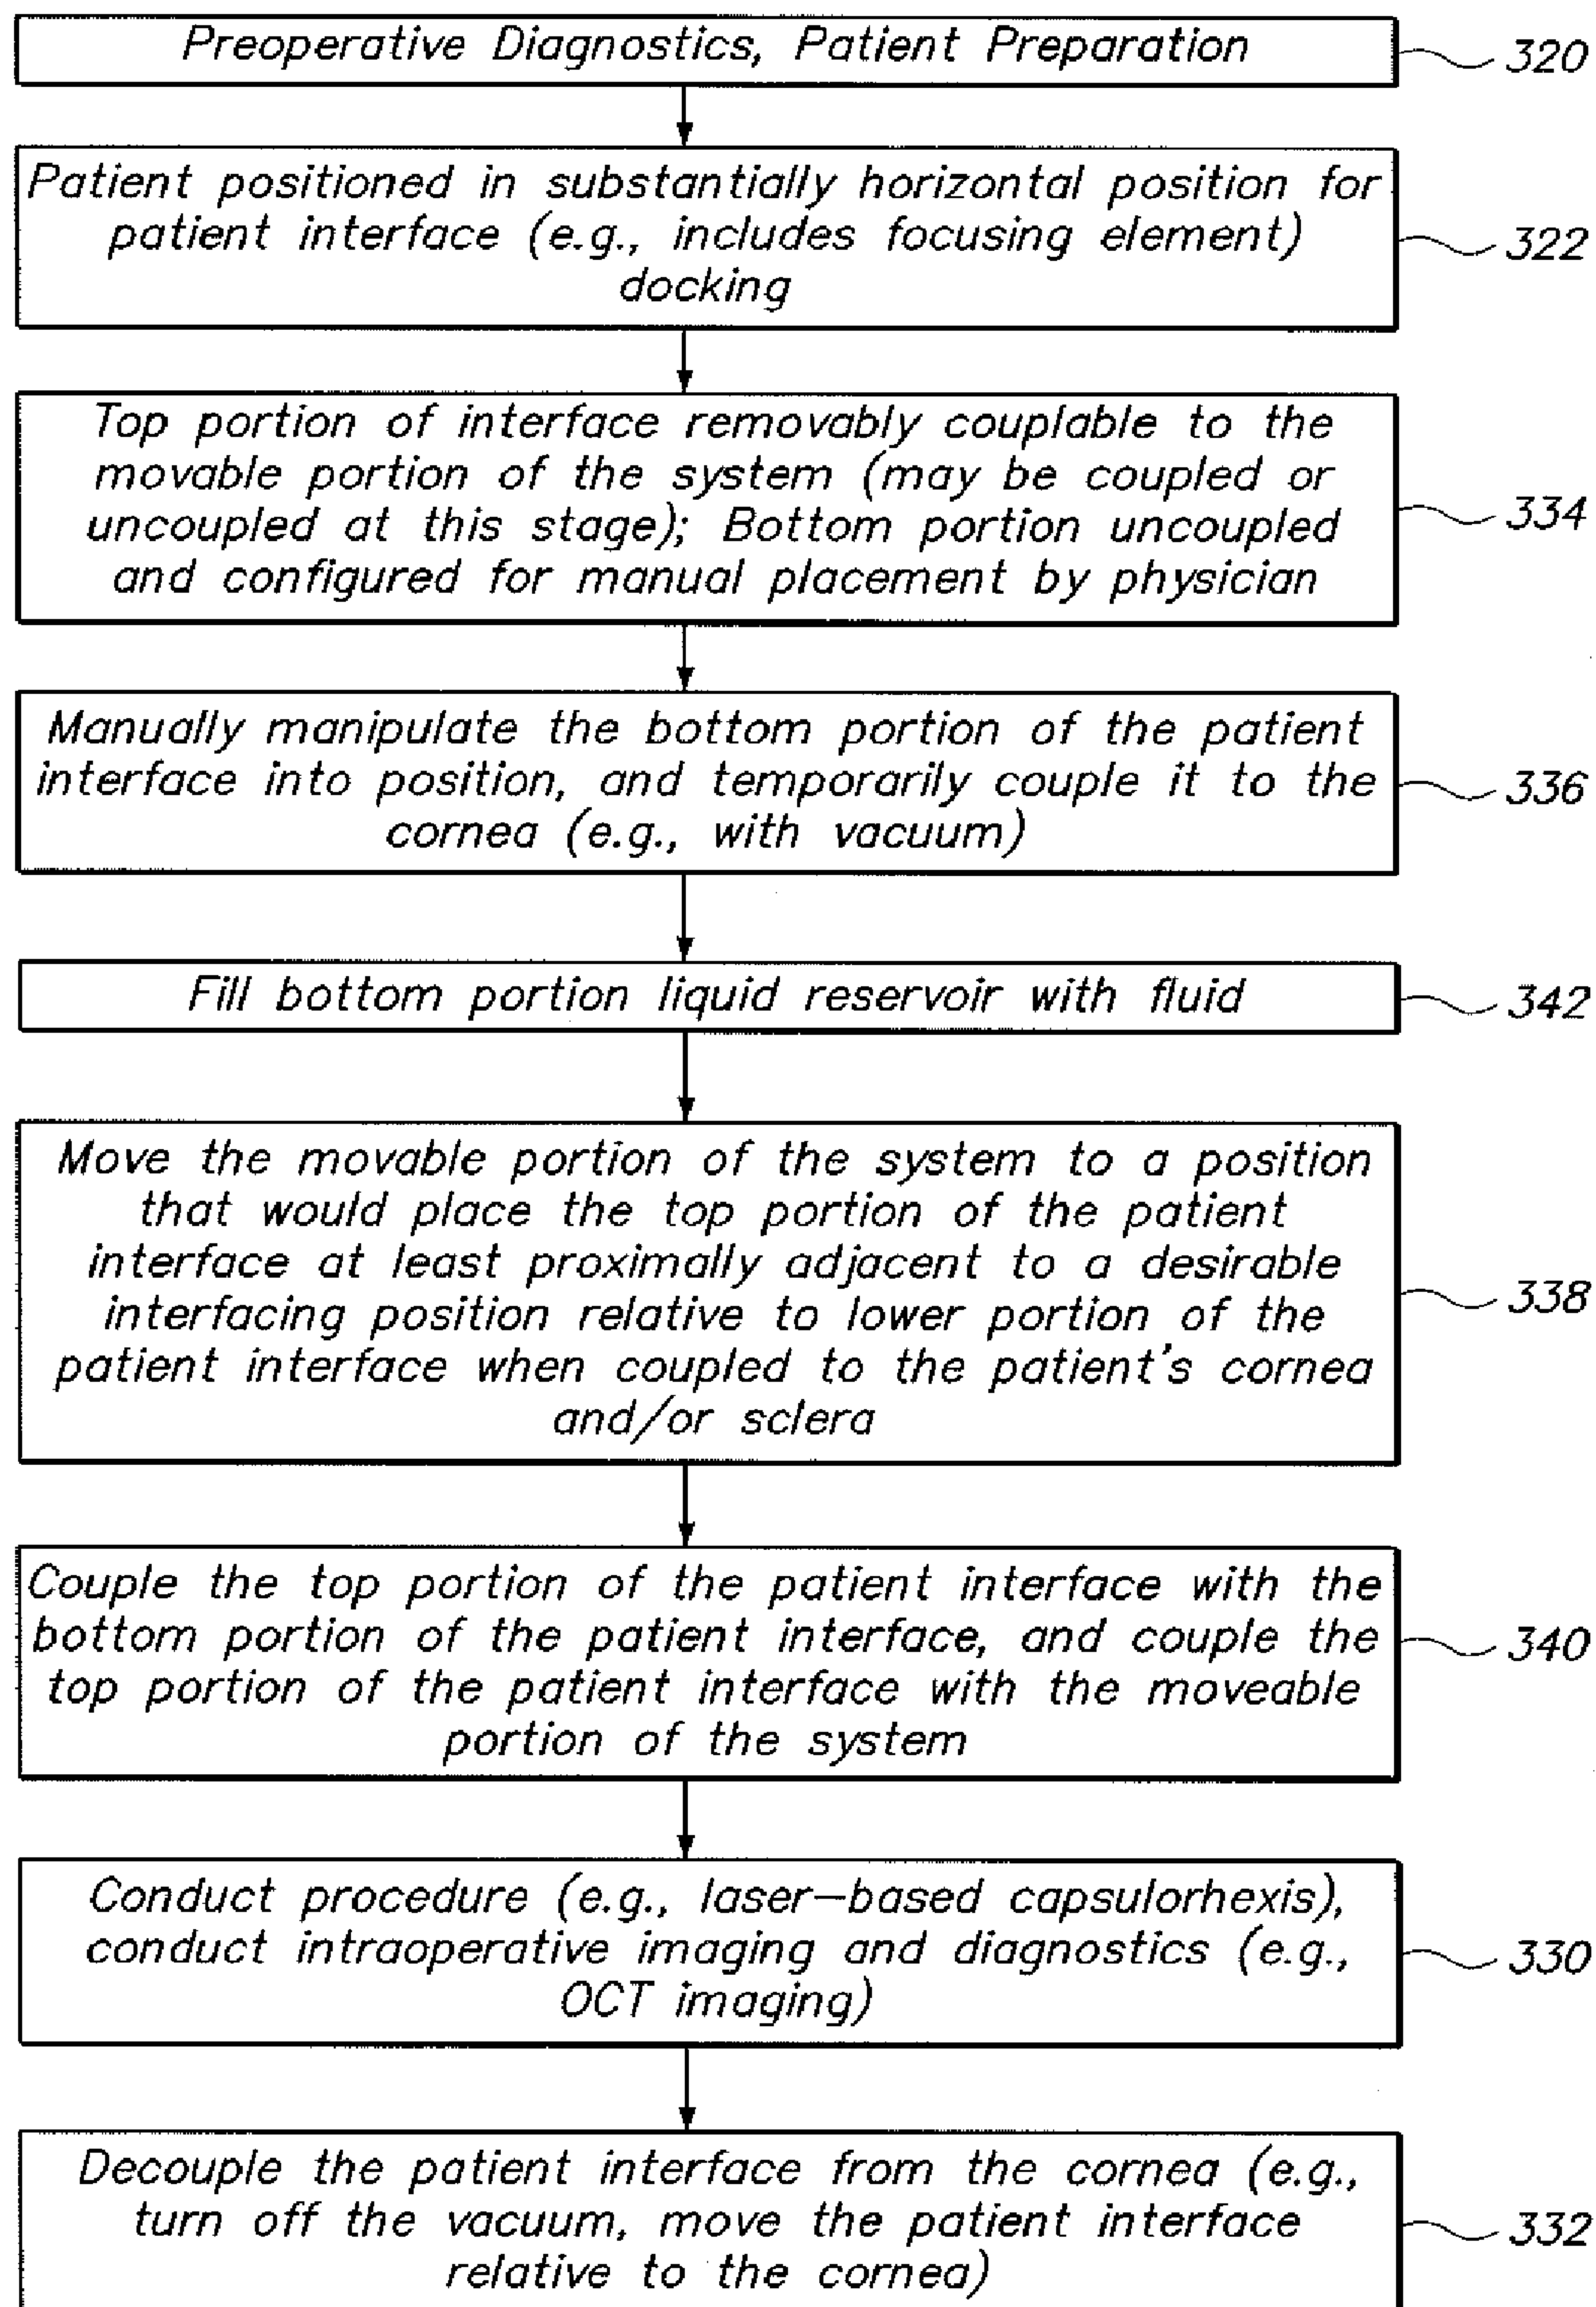 Preoperative Diagnostics, Patient Preparation
320
Patient positioned in substantially horizontal position for
patient interface (e.g., includes focusing element)
docking
322
Top portion of interface removably couplable to the
movable portion of the system (may be coupled or
uncoupled at this stage); Bottom portion uncoupled
and configured for manual placement by physician
334
Manually manipulate the bottom portion of the patient
interface into position, and temporarily couple it to the
cornea (e.g., with vacuum)
336
Fill bottom portion liquid reservoir with fluid
342
Move the movable portion of the system to a position
that would place the top portion of the patient
interface at least proximally adjacent to a desirable
interfacing position relative to lower portion of the
patient interface when coupled to the patient's cornea
and/or sclera
338
Couple the top portion of the patient interface with the
bottom portion of the patient interface, and couple the
top portion of the patient interface with the moveable
portion of the system
340
Conduct procedure (e.g., laser-based capsulorhexis),
conduct intraoperative imaging and diagnostics (e.g.,
OCT imaging)
330
Decouple the patient interface from the cornea (e.g.,
turn off the vacuum, move the patient interface
relative to the cornea)
332